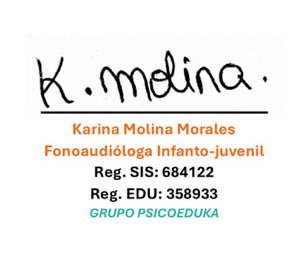 K. molina.
Karina Molina Morales
Fonoaudióloga Infanto-juvenil
Reg. SIS: 684122
Reg. EDU: 358933
GRUPO PSICOEDUKA